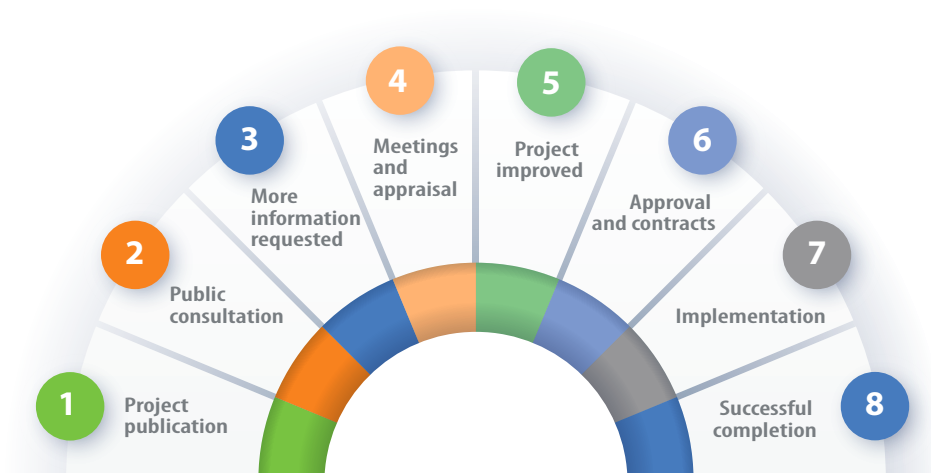 1
Project
publication
2
Public
consultation
3
More
information
requested
4
Meetings
and
appraisal
5
Project
improved
6
Approval
and contracts
7
Implementation
8
Successful
completion